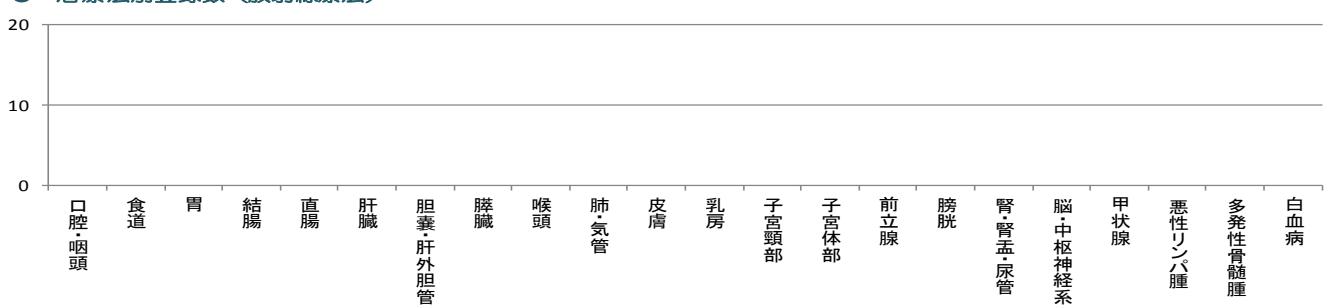 20
10
0
口腔・咽頭
食道
胃
結腸
直腸
肝臓
胆嚢・肝外胆管
膵臓
喉頭
肺・気管
皮膚
乳房
子宮頸部
子宮体部
前立腺
膀胱
腎・腎盂・尿管
脳・中枢神経系
甲状腺
悪性リンパ腫
多発性骨髄腫
白血病